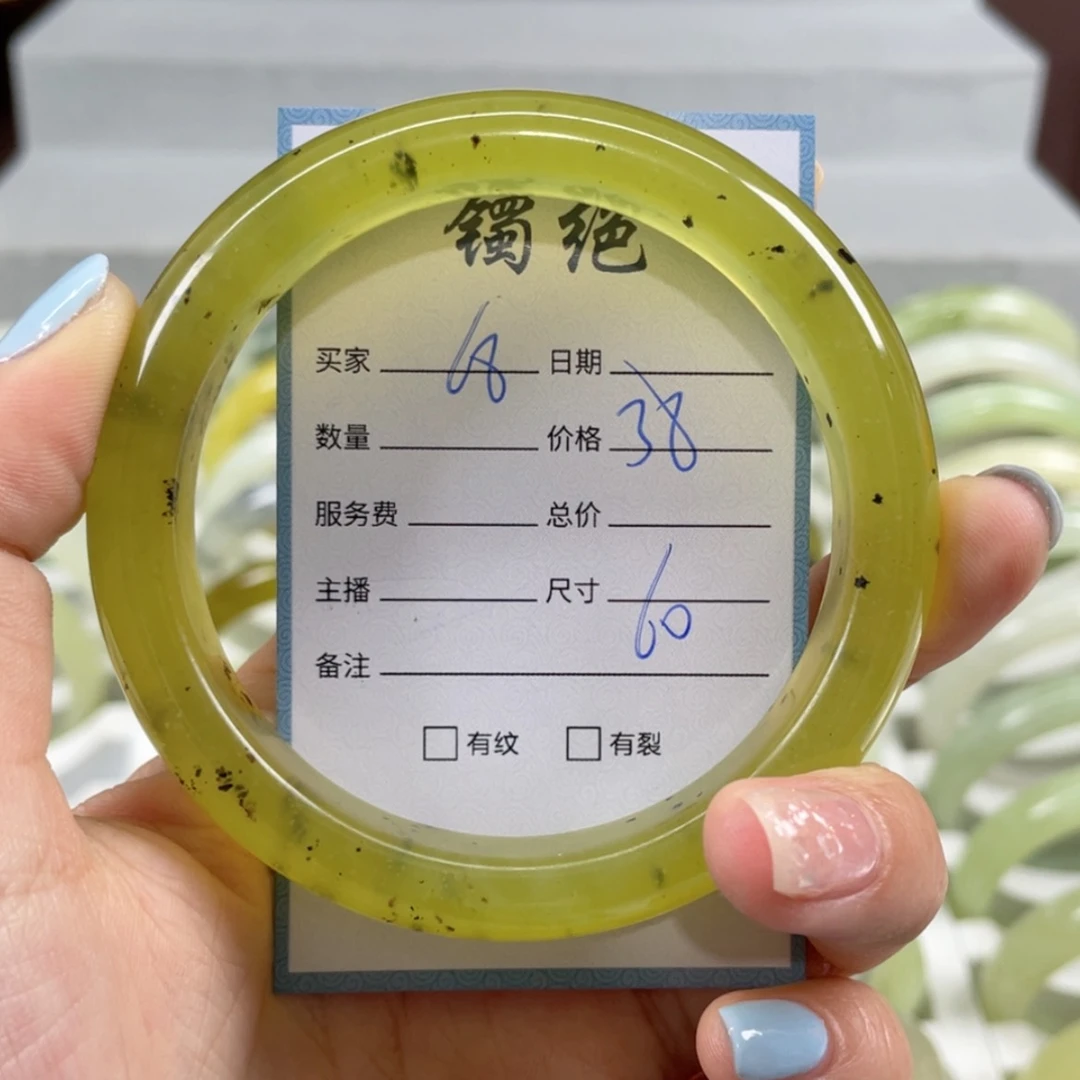 镯绝
买家 68 日期
数量 价格 38
服务费 总价
主播 尺寸 60
备注
□有纹 □有裂